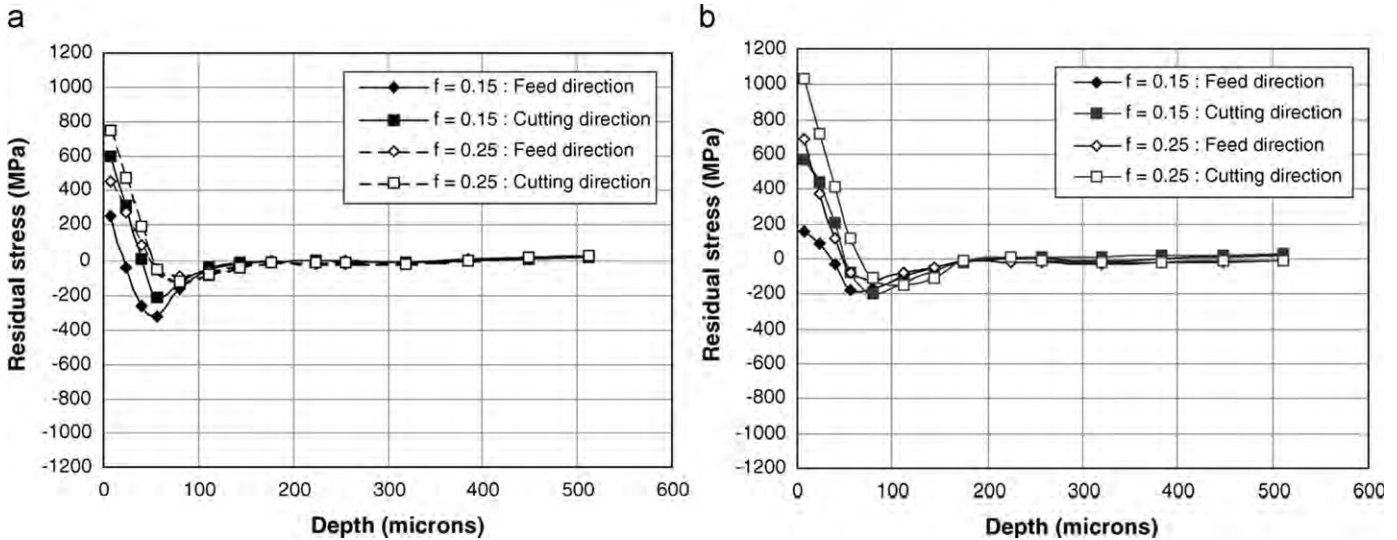 a
1200
1000
800
600
400
200
0
-200
-400
-600
-800
-1000
-1200
0 100 200 300 400 500 600
Residual stress (MPa)
Depth (microns)
f = 0.15 : Feed direction
f = 0.15 : Cutting direction
f = 0.25 : Feed direction
f = 0.25 : Cutting direction
b
1200
1000
800
600
400
200
0
-200
-400
-600
-800
-1000
-1200
0 100 200 300 400 500 600
Residual stress (MPa)
Depth (microns)
f = 0.15 : Feed direction
f = 0.15 : Cutting direction
f = 0.25 : Feed direction
f = 0.25 : Cutting direction